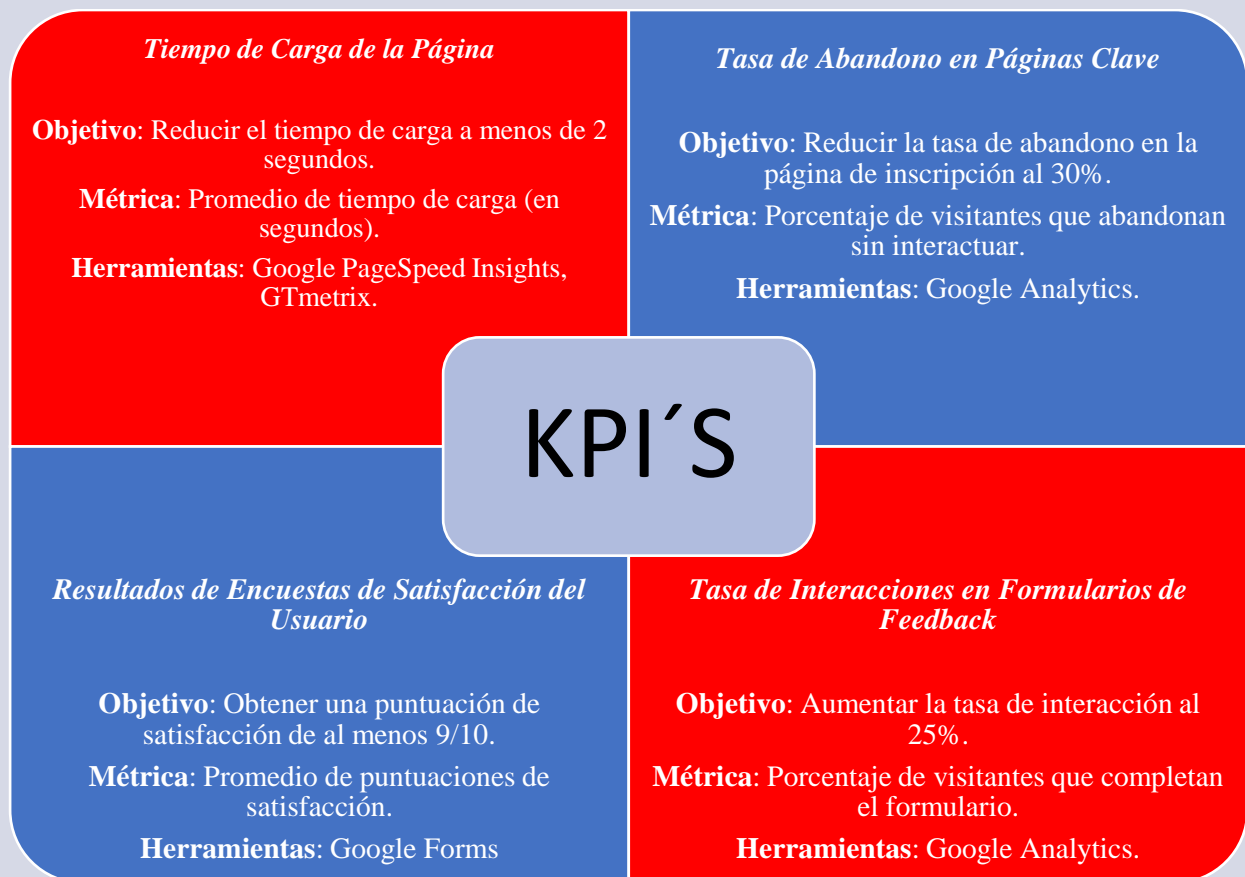 Tiempo de Carga de la Página
Objetivo: Reducir el tiempo de carga a menos de 2
segundos.
Métrica: Promedio de tiempo de carga (en
segundos).
Herramientas: Google PageSpeed Insights,
GTmetrix.
Tasa de Abandono en Páginas Clave
Objetivo: Reducir la tasa de abandono en la
página de inscripción al 30%.
Métrica: Porcentaje de visitantes que abandonan
sin interactuar.
Herramientas: Google Analytics.
KPI´S
Resultados de Encuestas de Satisfacción del
Usuario
Objetivo: Obtener una puntuación de
satisfacción de al menos 9/10.
Métrica: Promedio de puntuaciones de
satisfacción.
Herramientas: Google Forms
Tasa de Interacciones en Formularios de
Feedback
Objetivo: Aumentar la tasa de interacción al
25%.
Métrica: Porcentaje de visitantes que completan
el formulario.
Herramientas: Google Analytics.